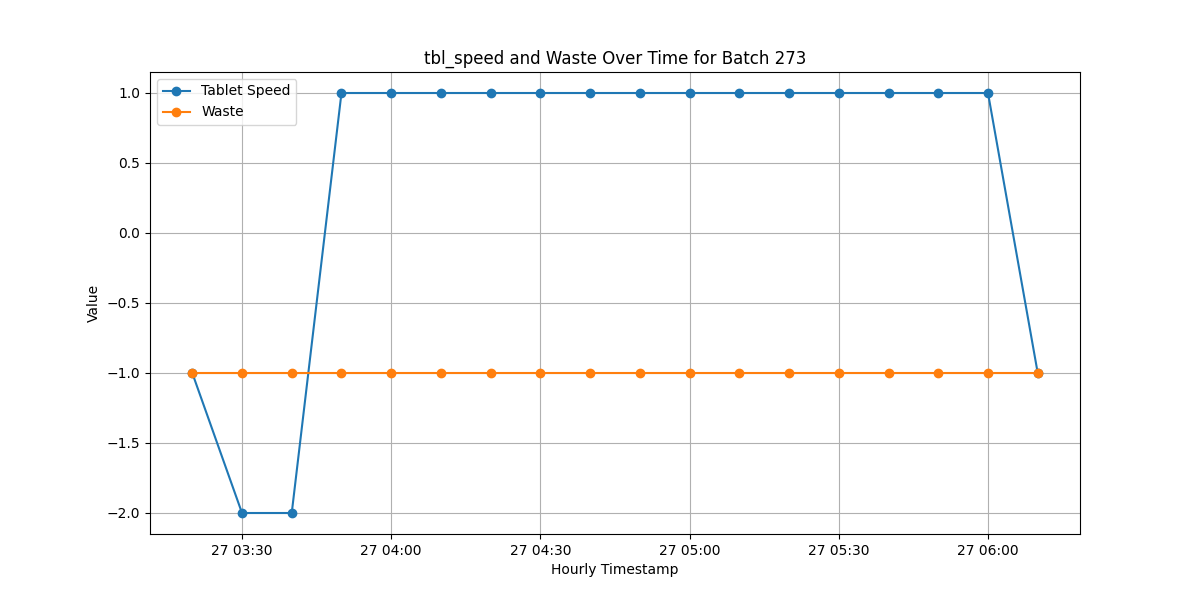 tbl_speed and Waste Over Time for Batch 273
Tablet Speed
Waste
1.0
0.5
0.0
−0.5
−1.0
−1.5
−2.0
Value
27 03:30
27 04:00
27 04:30
27 05:00
27 05:30
27 06:00
Hourly Timestamp